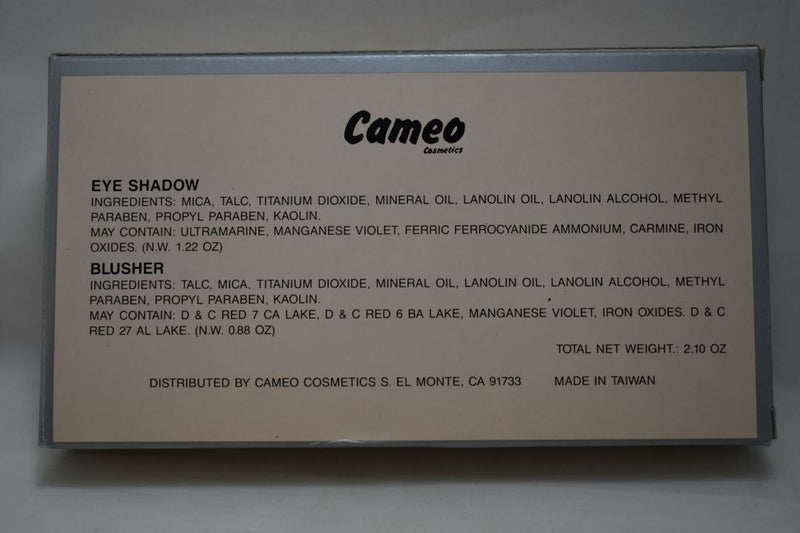 Cameo
Cosmetics
EYE SHADOW
INGREDIENTS: MICA, TALC, TITANIUM DIOXIDE, MINERAL OIL, LANOLIN OIL, LANOLIN ALCOHOL, METHYL
PARABEN, PROPYL PARABEN, KAOLIN.
MAY CONTAIN: ULTRAMARINE, MANGANESE VIOLET, FERRIC FERROCYANIDE AMMONIUM, CARMINE, IRON
OXIDES. (N.W. 1.22 OZ)
BLUSHER
INGREDIENTS: TALC, MICA, TITANIUM DIOXIDE, MINERAL OIL, LANOLIN OIL, LANOLIN ALCOHOL, METHYL
PARABEN, PROPYL PARABEN, KAOLIN.
MAY CONTAIN: D & C RED 7 CA LAKE, D & C RED 6 BA LAKE, MANGANESE VIOLET, IRON OXIDES. D & C
RED 27 AL LAKE. (N.W. 0.88 OZ)
TOTAL NET WEIGHT.: 2.10 OZ
DISTRIBUTED BY CAMEO COSMETICS S. EL MONTE, CA 91733 MADE IN TAIWAN